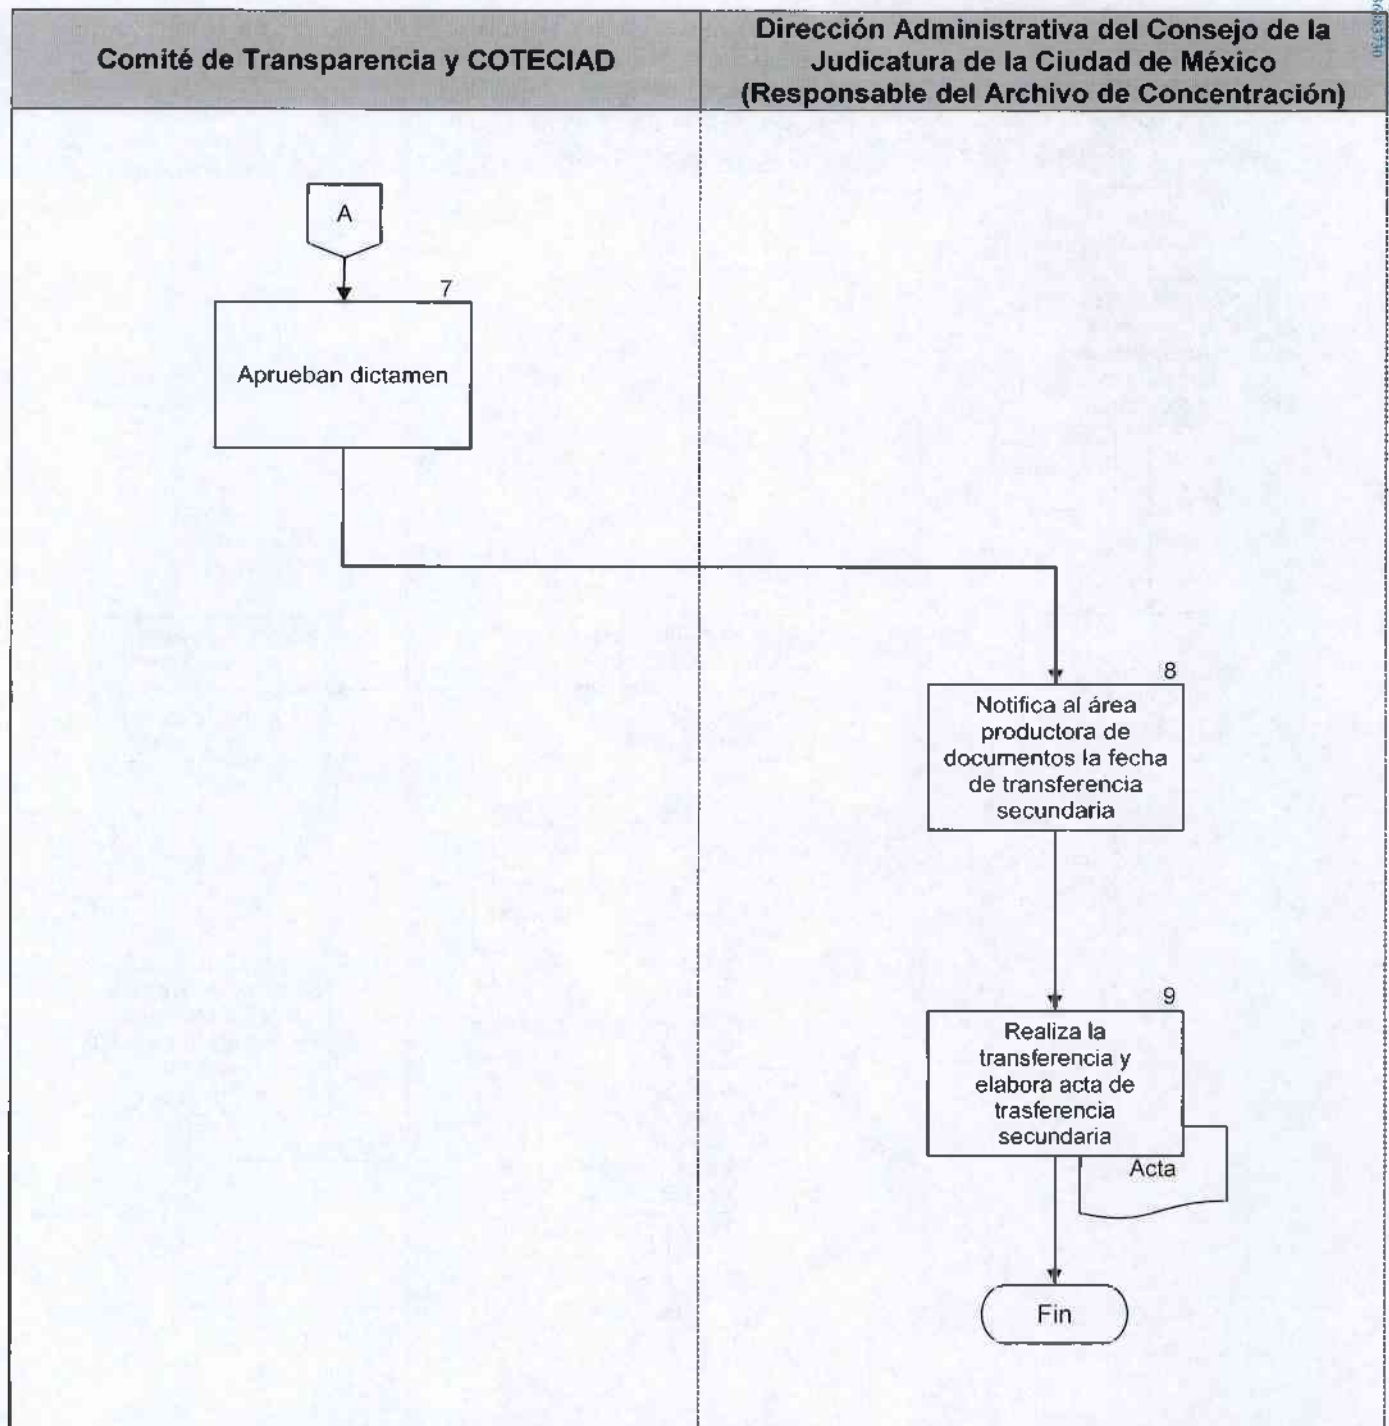 Comité de Transparencia y COTECIAD
Dirección Administrativa del Consejo de la
Judicatura de la Ciudad de México
(Responsable del Archivo de Concentración)
A
7
Aprueban dictamen
8
Notifica al área
productora de
documentos la fecha
de transferencia
secundaria
9
Realiza la
transferencia y
elabora acta de
trasferencia
secundaria
Acta
Fin